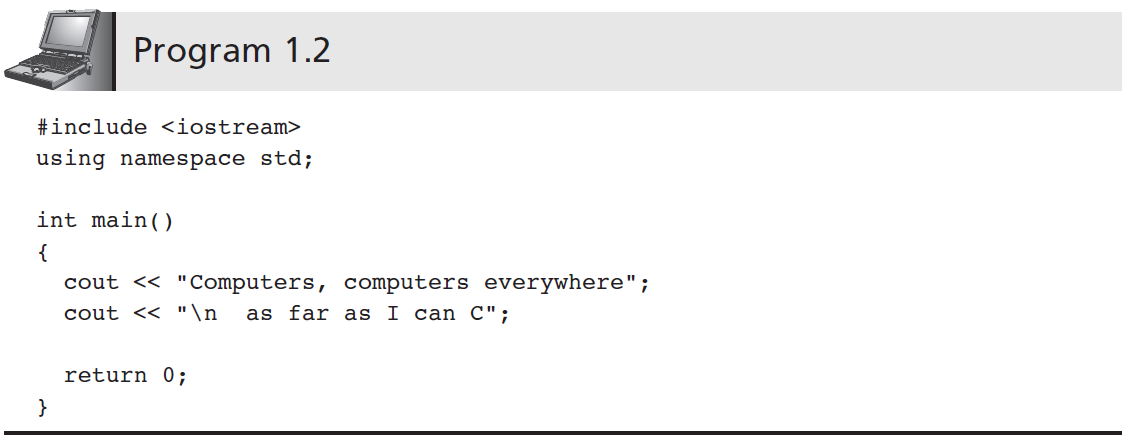 Program 1.2
#include <iostream>
using namespace std;
int main()
{
  cout << "Computers, computers everywhere";
  cout << "\n  as far as I can C";
  return 0;
}